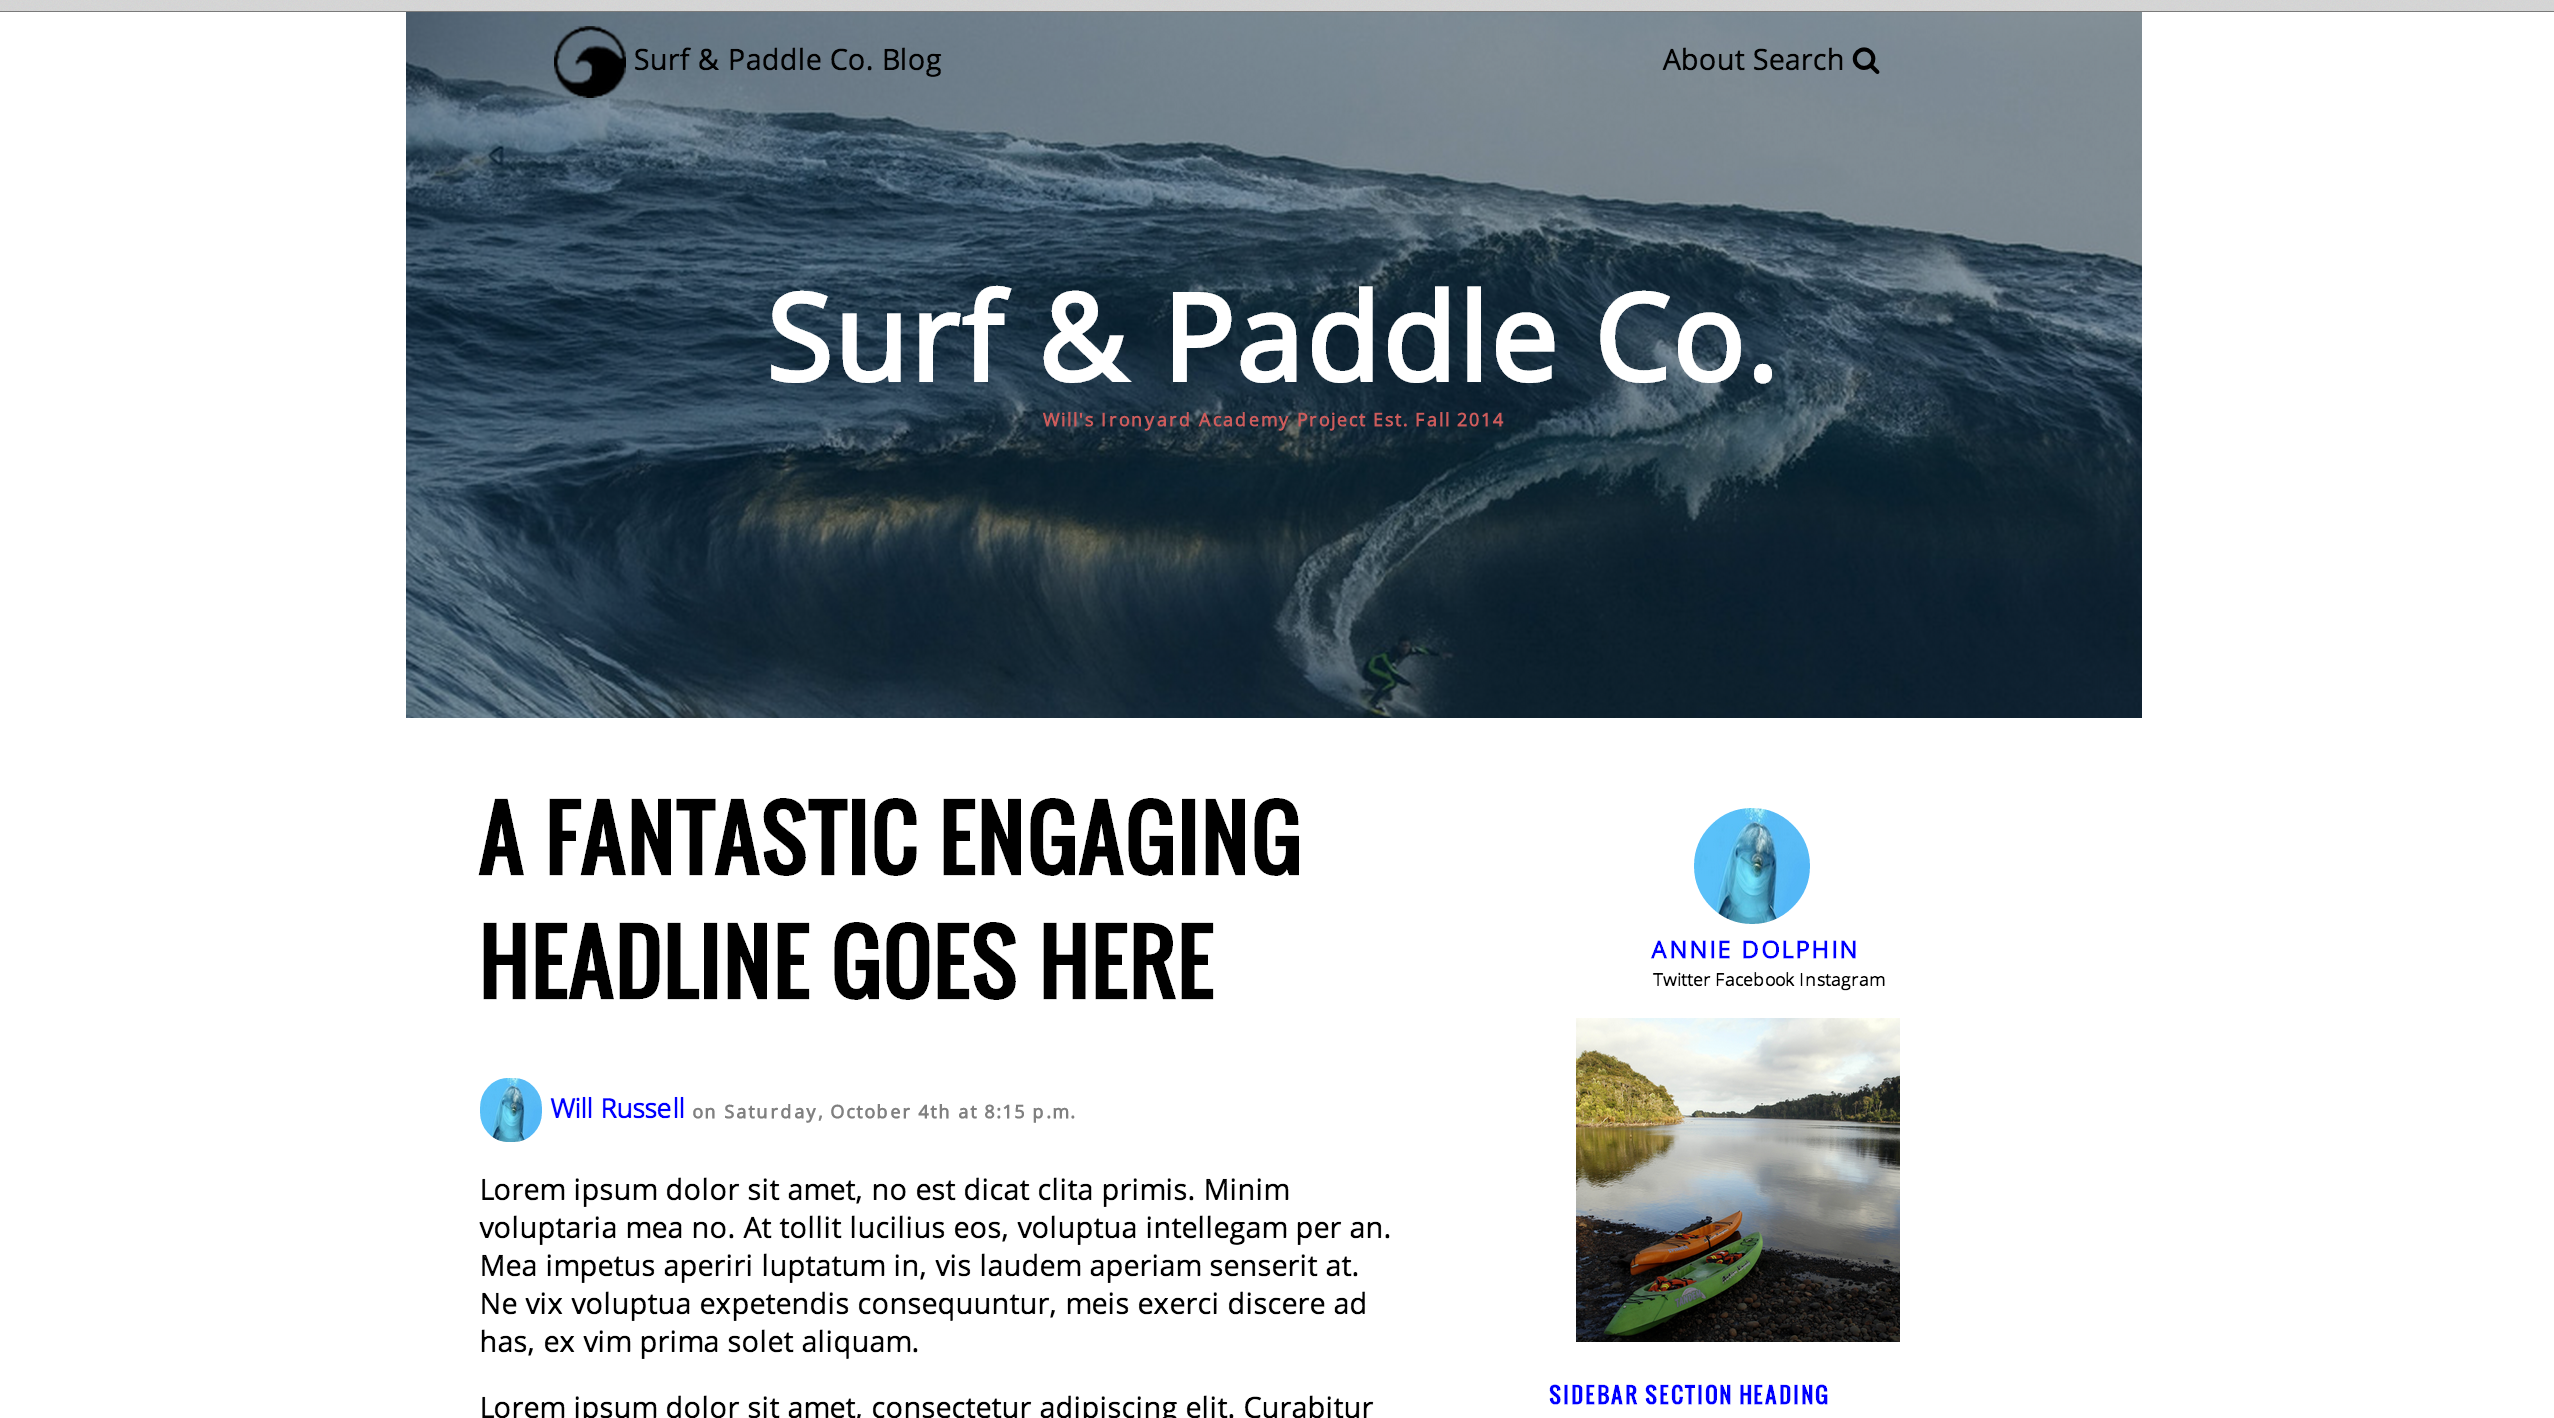 Surf & Paddle Co. Blog
About Search
Surf & Paddle Co.
Will's Ironyard Academy Project Est. Fall 2014
A FANTASTIC ENGAGING
HEADLINE GOES HERE
Will Russell on Saturday, October 4th at 8:15 p.m.
Lorem ipsum dolor sit amet, no est dicat clita primis. Minim
voluptaria mea no. At tollit lucilius eos, voluptua intellegam per an.
Mea impetus aperiri luptatum in, vis laudem aperiam senserit at.
Ne vix voluptua expetendis consequuntur, meis exerci discere ad
has, ex vim prima solet aliquam.
Lorem ipsum dolor sit amet, consectetur adipiscing elit. Curabitur
ANNIE DOLPHIN
Twitter Facebook Instagram
SIDEBAR SECTION HEADING